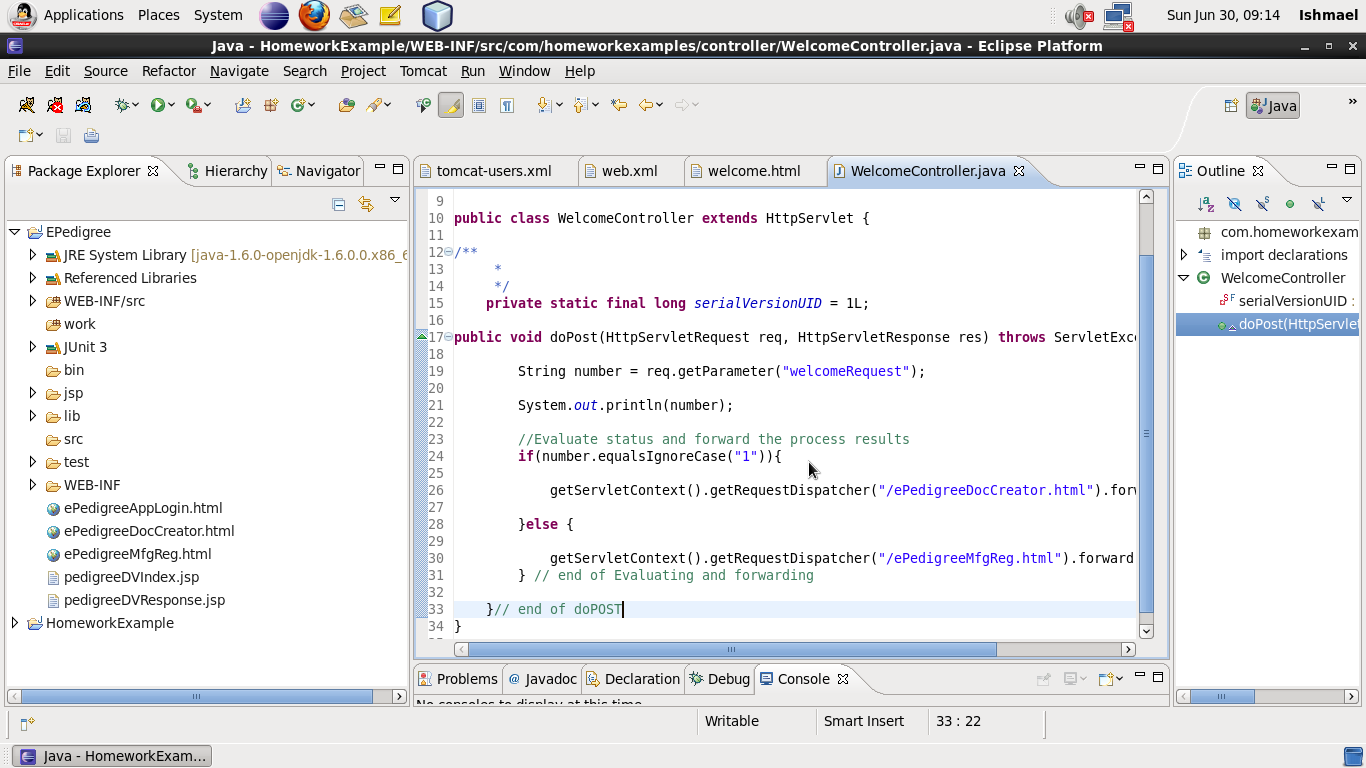 Applications Places System Sun Jun 30, 09:14 Ishmael
Java - HomeworkExample/WEB-INF/src/com/homeworkexamples/controller/WelcomeController.java - Eclipse Platform
File Edit Source Refactor Navigate Search Project Tomcat Run Window Help
Java »
Package Explorer Hierarchy Navigator
EPedigree
JRE System Library [java-1.6.0-openjdk-1.6.0.0.x86_6
Referenced Libraries
WEB-INF/src
work
JUnit 3
bin
jsp
lib
src
test
WEB-INF
ePedigreeAppLogin.html
ePedigreeDocCreator.html
ePedigreeMfgReg.html
pedigreeDVIndex.jsp
pedigreeDVResponse.jsp
HomeworkExample
tomcat-users.xml web.xml welcome.html WelcomeController.java
9
10 public class WelcomeController extends HttpServlet {
11
12 /**
13 *
14 */
15 private static final long serialVersionUID = 1L;
16
17 public void doPost(HttpServletRequest req, HttpServletResponse res) throws ServletExc
18
19 String number = req.getParameter("welcomeRequest");
20
21 System.out.println(number);
22
23 //Evaluate status and forward the process results
24 if(number.equalsIgnoreCase("1")){
25
26 getServletContext().getRequestDispatcher("/ePedigreeDocCreator.html").forw
27
28 }else {
29
30 getServletContext().getRequestDispatcher("/ePedigreeMfgReg.html").forward
31 } // end of Evaluating and forwarding
32
33 }// end of doPOST
34 }
Outline
com.homeworkexam
import declarations
WelcomeController
serialVersionUID :
doPost(HttpServlet
Problems Javadoc Declaration Debug Console
No consoles to display at this time.
Writable Smart Insert 33 : 22
Java - HomeworkExam...